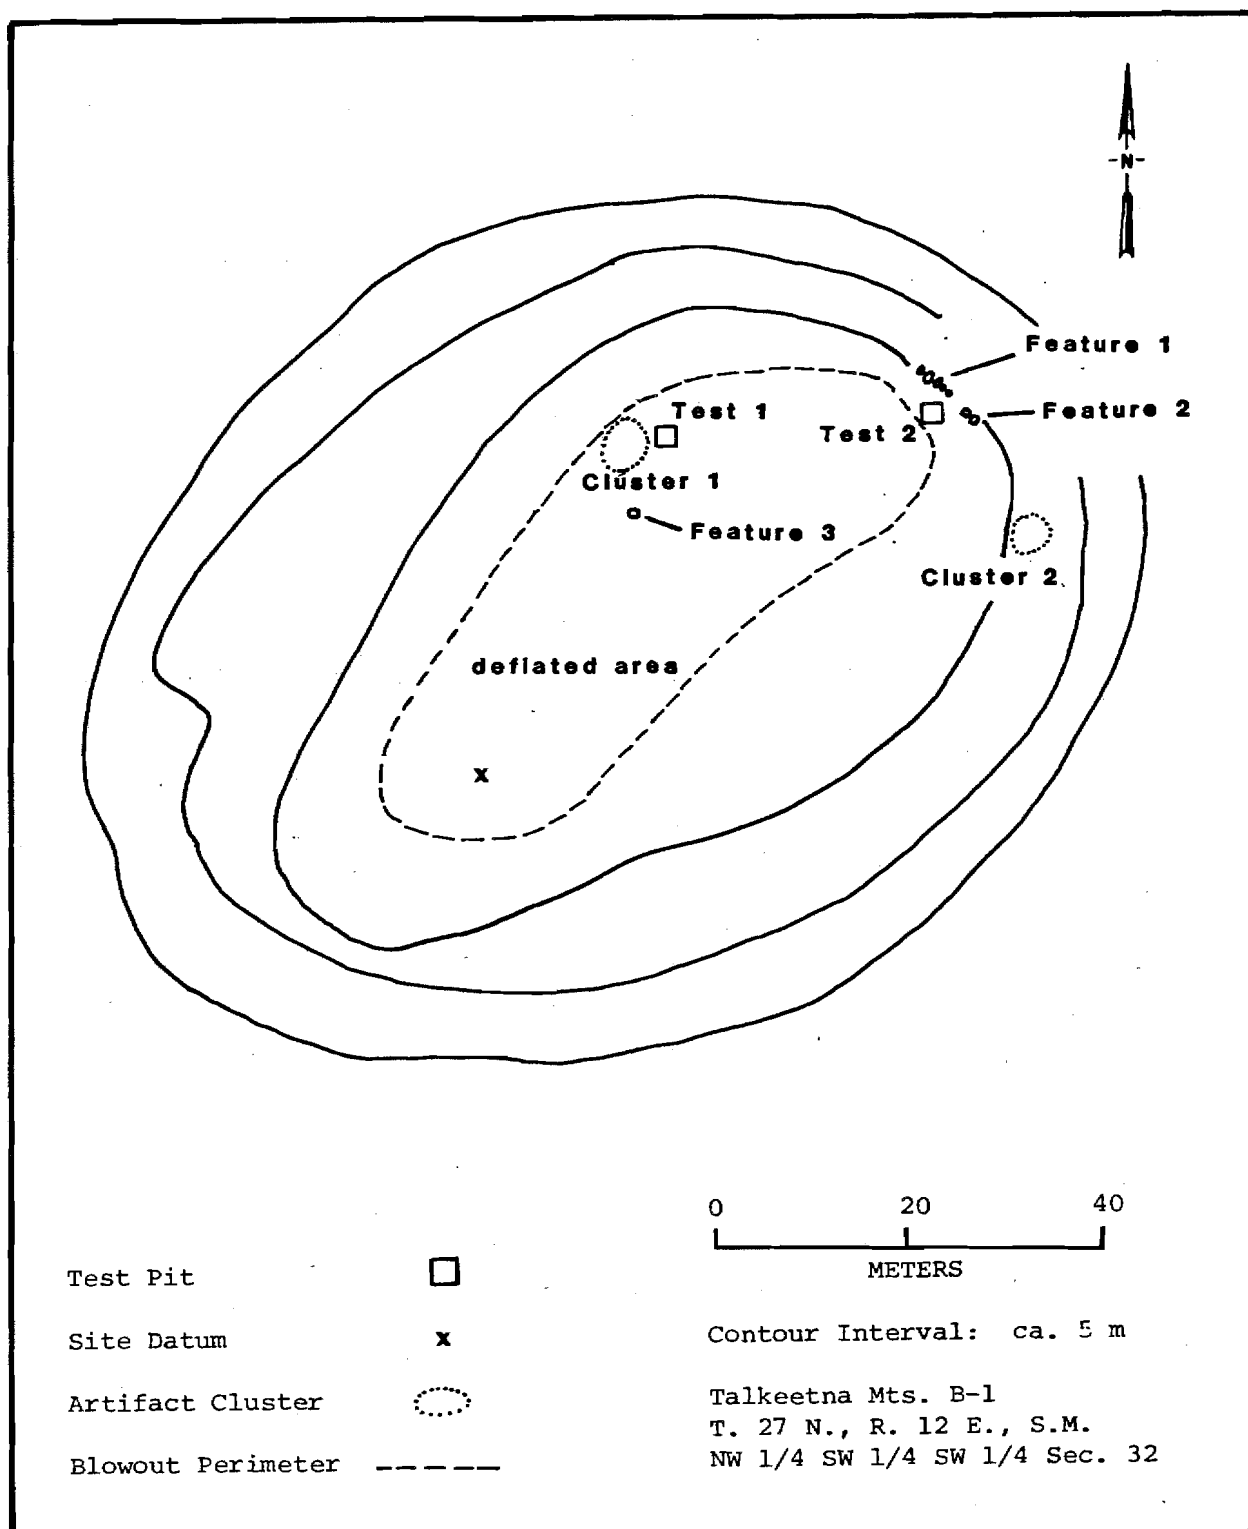 -N-
Feature 1
Feature 2
Test 1
Test 2
Cluster 1
Feature 3
Cluster 2
deflated area
x
0 20 40
METERS
Test Pit
Site Datum x
Artifact Cluster
Blowout Perimeter
Contour Interval: ca. 5 m
Talkeetna Mts. B-1
T. 27 N., R. 12 E., S.M.
NW 1/4 SW 1/4 SW 1/4 Sec. 32